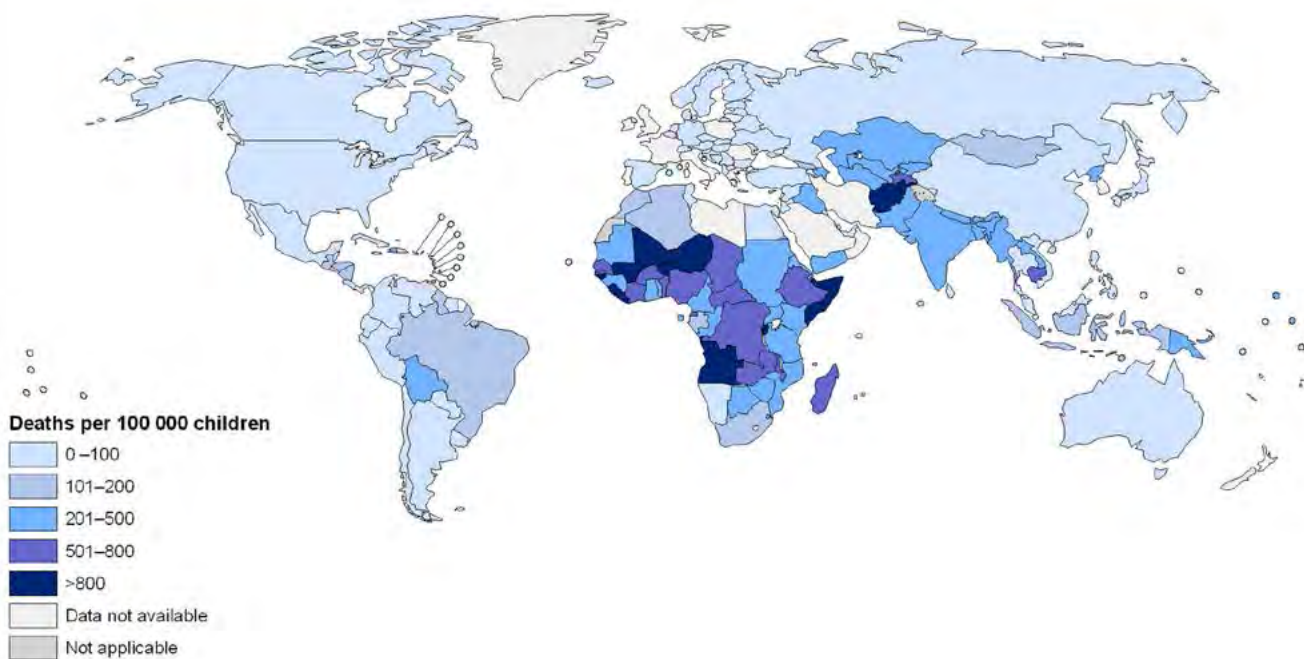 Deaths per 100 000 children
0 –100
101–200
201–500
501–800
>800
Data not available
Not applicable